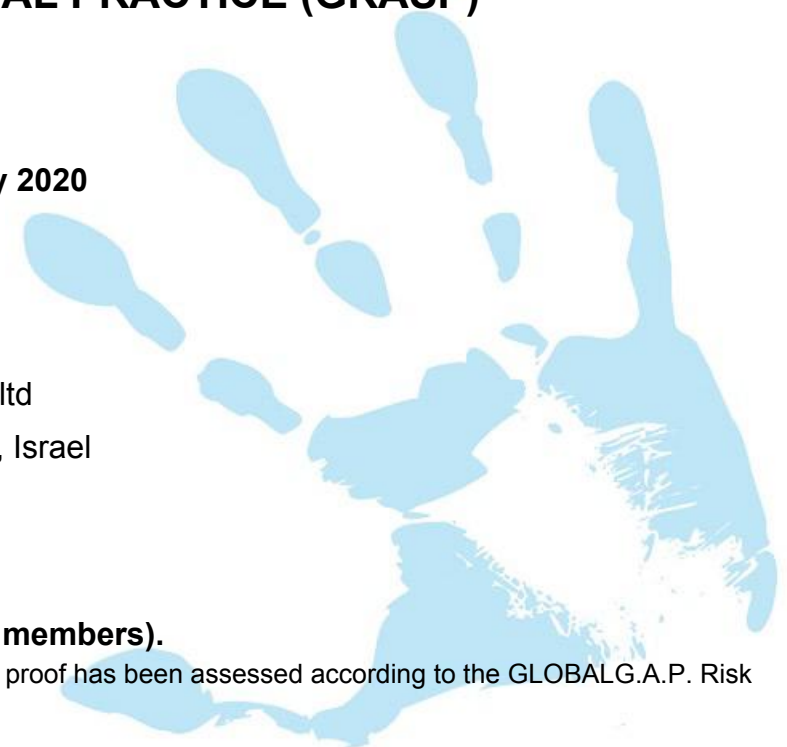 AL PRACTICE (GRASP)
y 2020
ltd
, Israel
members).
proof has been assessed according to the GLOBALG.A.P. Risk